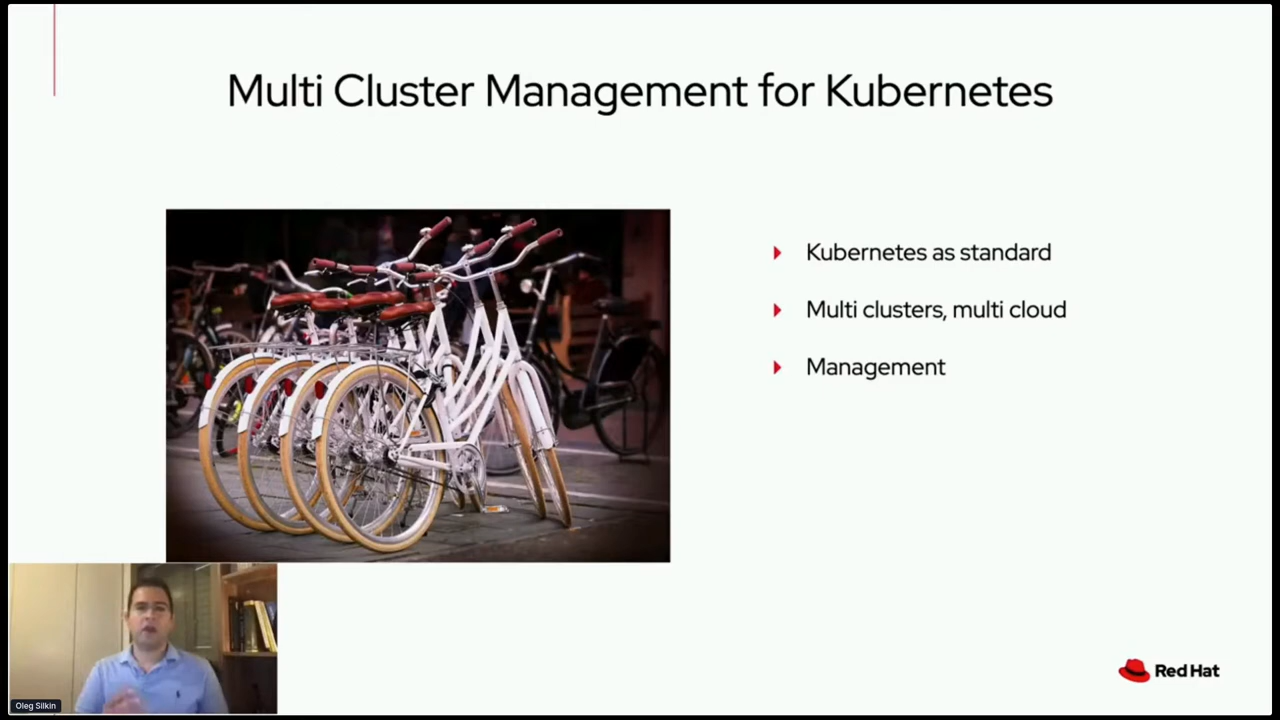 Multi Cluster Management for Kubernetes
Kubernetes as standard
Multi clusters, multi cloud
Management
Oleg Silkin
Red Hat